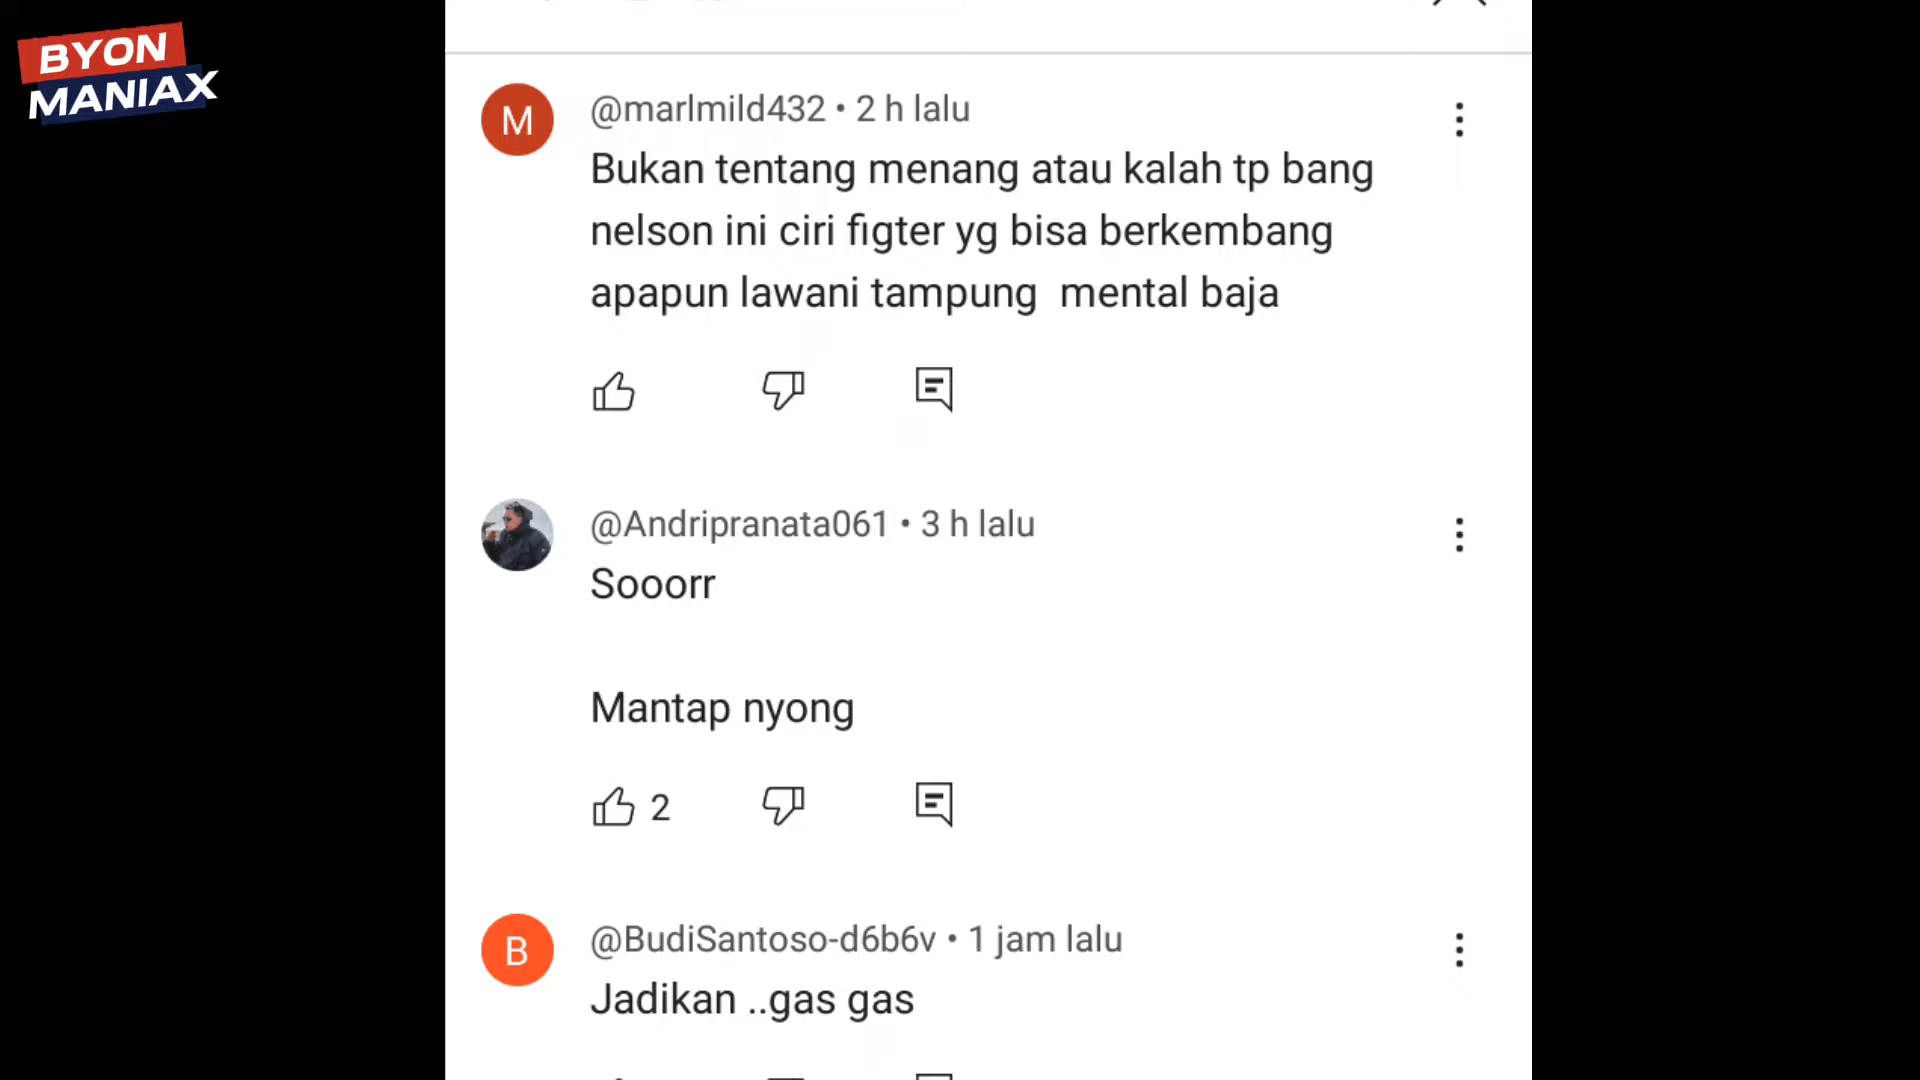 BYON
MANIAX
M
@marlmild432 • 2 h lalu
Bukan tentang menang atau kalah tp bang
nelson ini ciri figter yg bisa berkembang
apapun lawani tampung  mental baja
@Andripranata061 • 3 h lalu
Sooorr
Mantap nyong
2
B
@BudiSantoso-d6b6v • 1 jam lalu
Jadikan ..gas gas